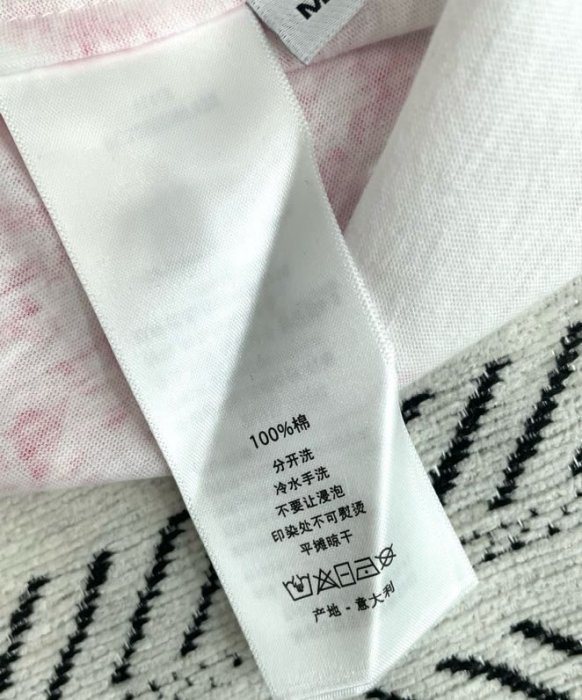 M
100%棉
分开洗
冷水手洗
不要让浸泡
印染处不可熨烫
平摊晾干
产地 - 意大利